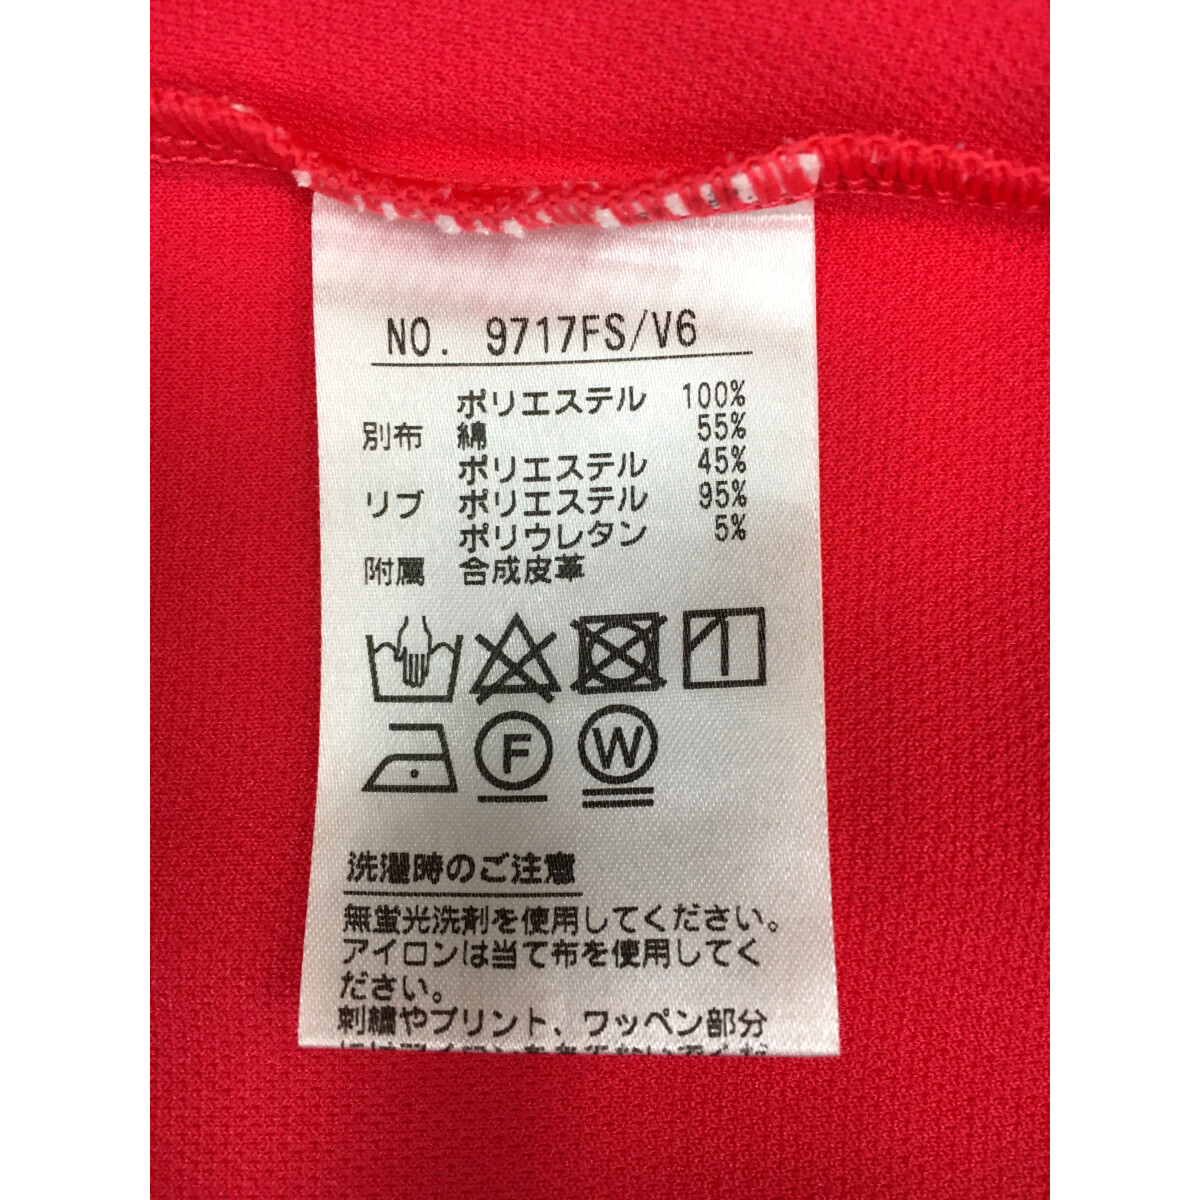 NO. 9717FS/V6
ポリエステル 100%
別布 綿 55%
ポリエステル 45%
リブ ポリエステル 95%
ポリウレタン 5%
附属 合成皮革
F W
洗濯時のご注意
無蛍光洗剤を使用してください。
アイロンは当て布を使用してく
ださい。
刺繍やプリント、ワッペン部分